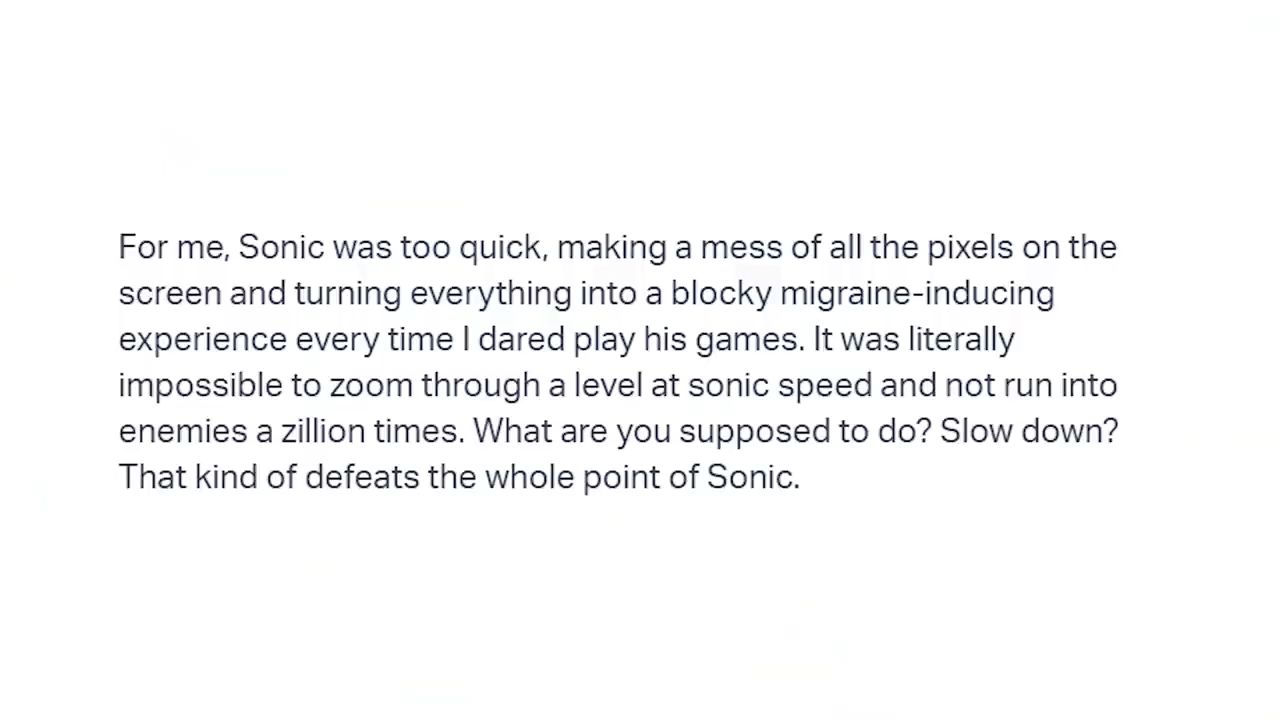 For me, Sonic was too quick, making a mess of all the pixels on the
screen and turning everything into a blocky migraine-inducing
experience every time I dared play his games. It was literally
impossible to zoom through a level at sonic speed and not run into
enemies a zillion times. What are you supposed to do? Slow down?
That kind of defeats the whole point of Sonic.